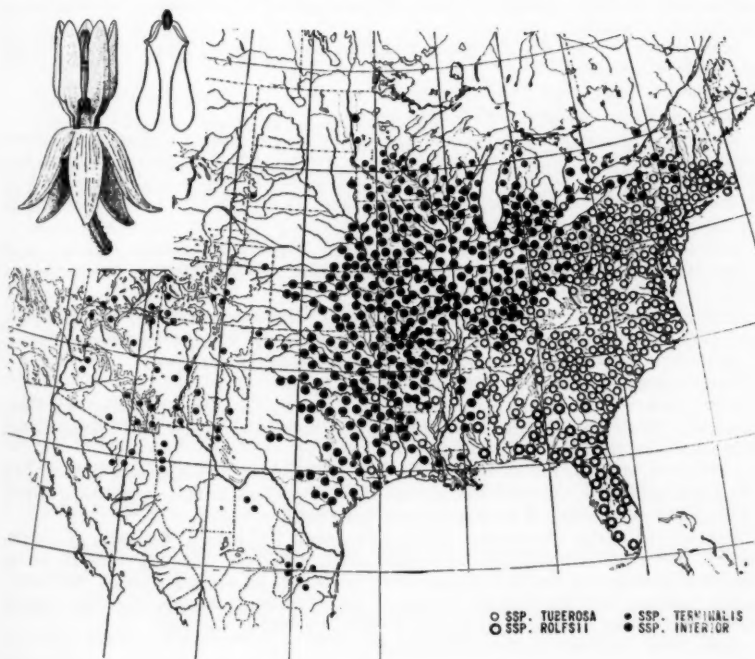 ○ SSP. TUBEROSA • SSP. TERMINALIS
○ SSP. ROLFSII ● SSP. INTERIOR